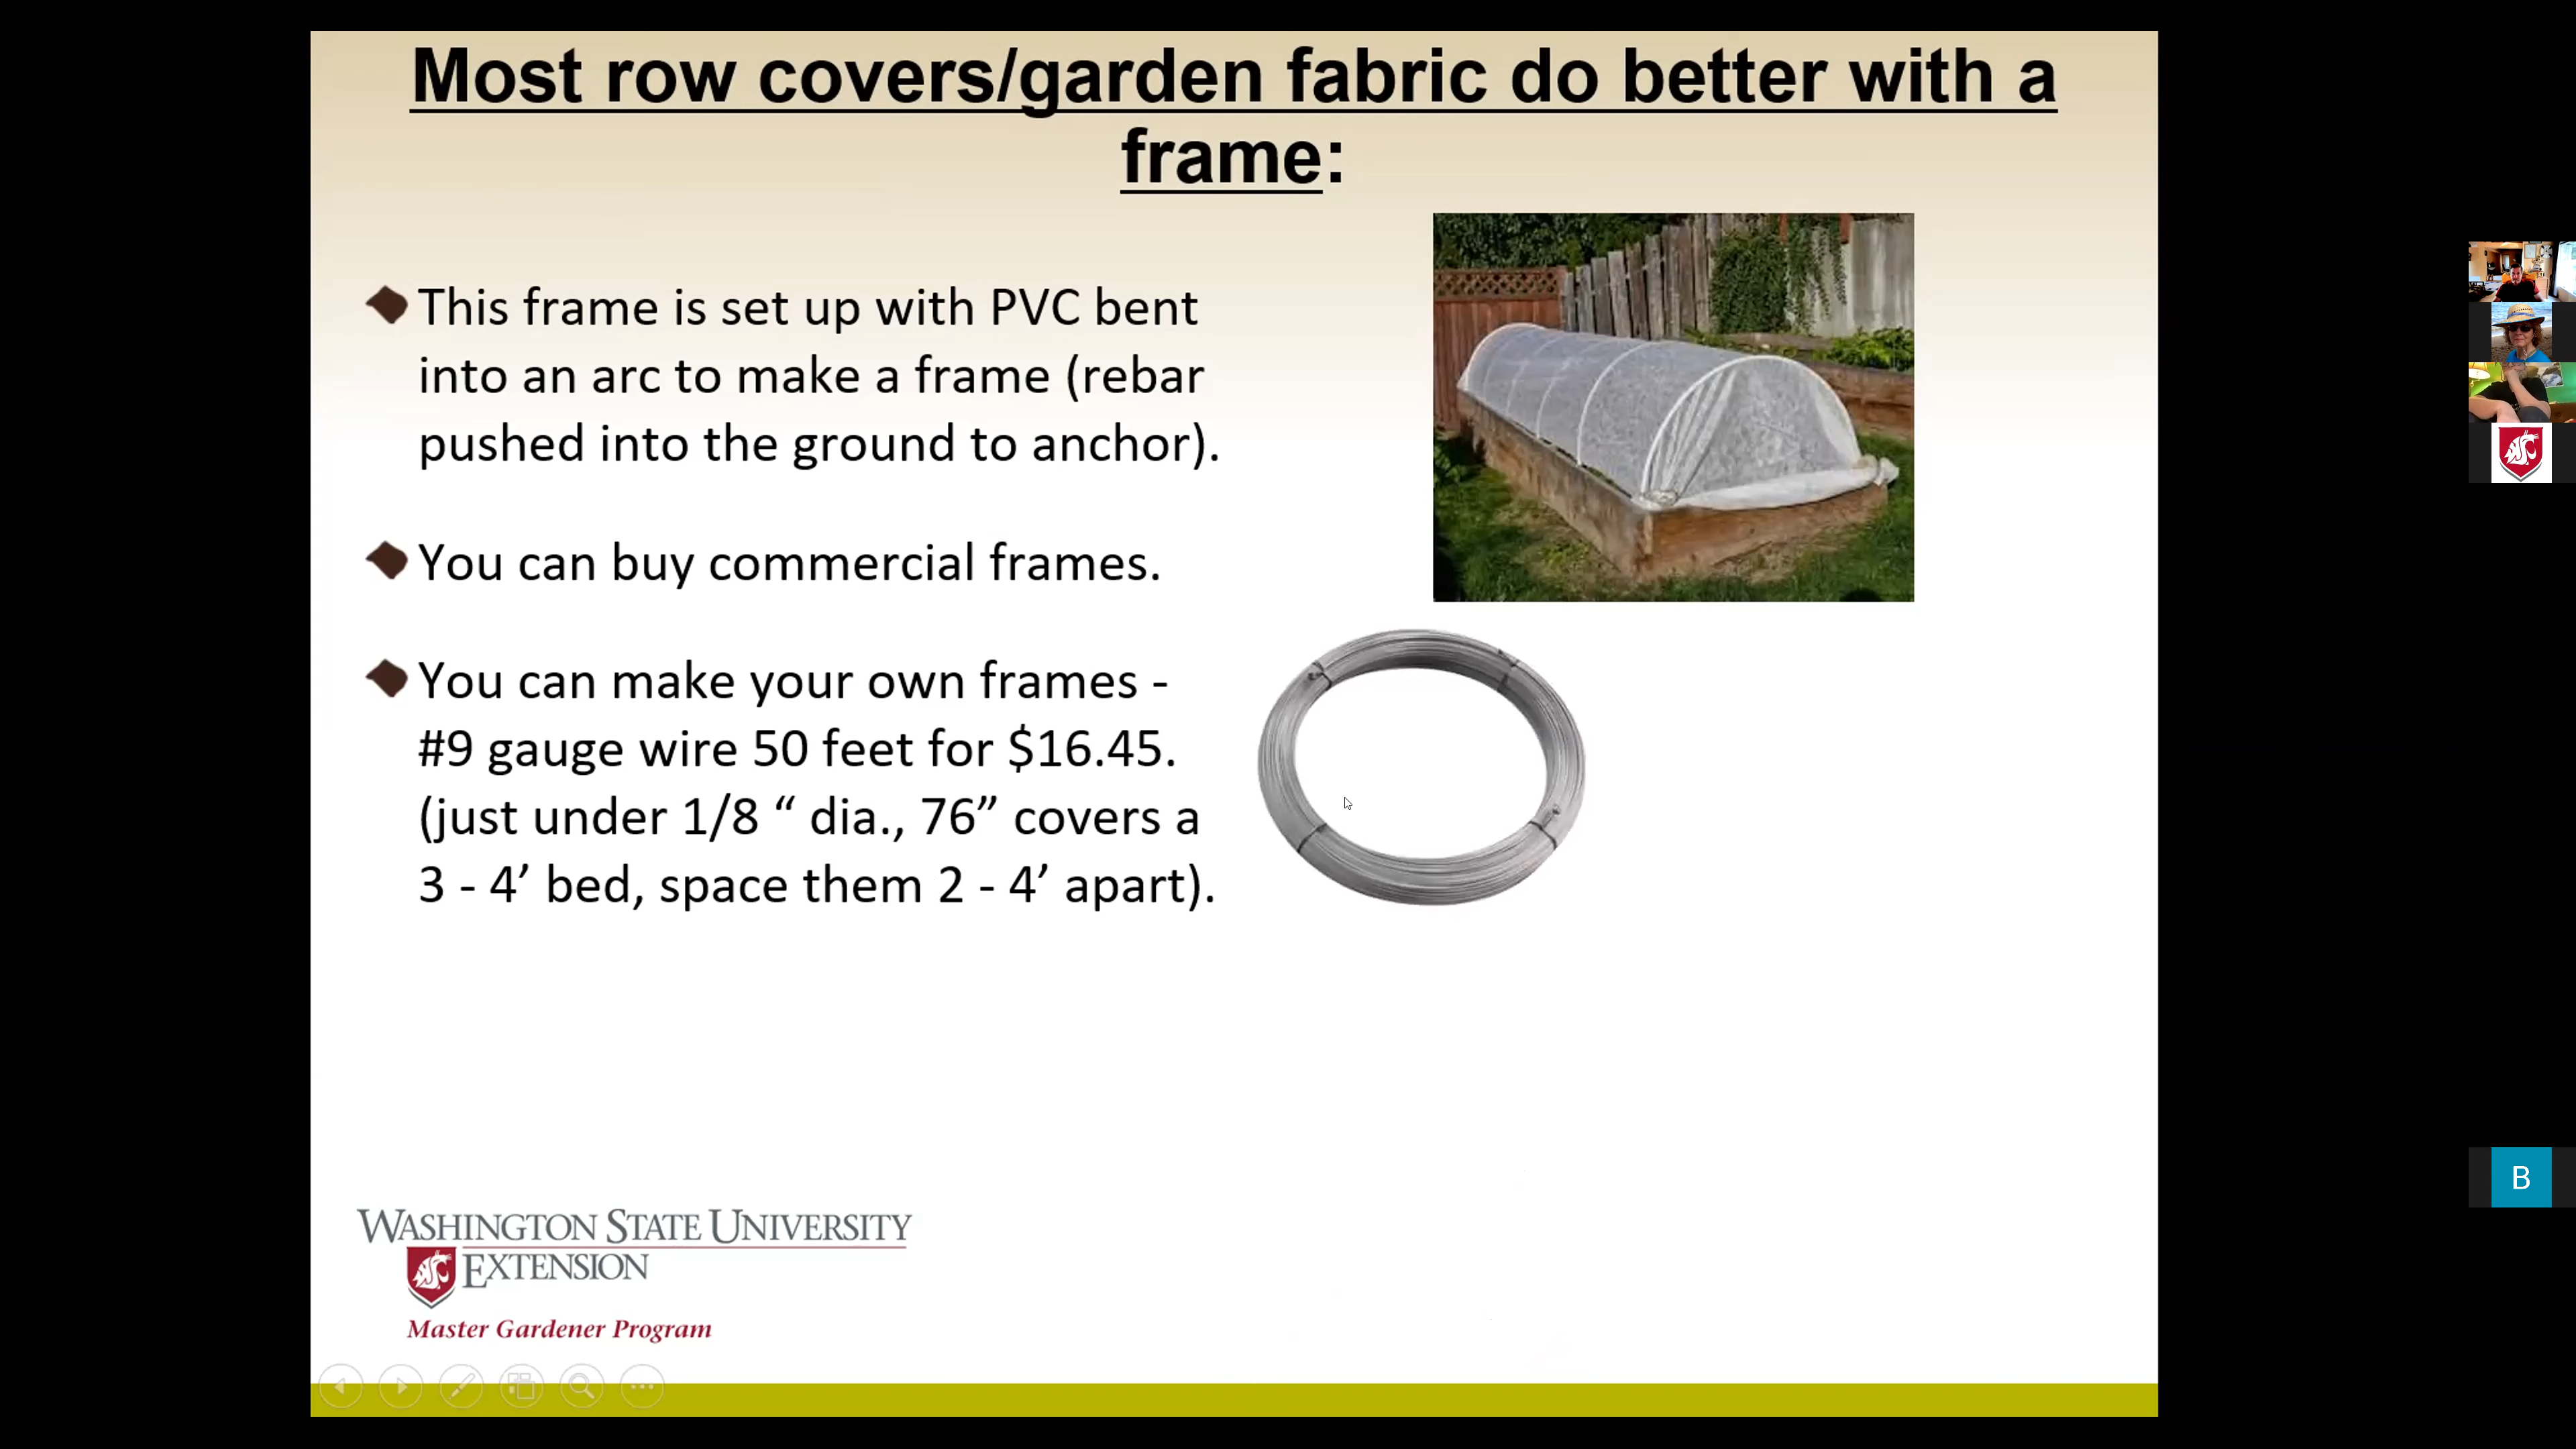 Most row covers/garden fabric do better with a
frame:
This frame is set up with PVC bent
into an arc to make a frame (rebar
pushed into the ground to anchor).
You can buy commercial frames.
You can make your own frames -
#9 gauge wire 50 feet for $16.45.
(just under 1/8 “ dia., 76” covers a
3 - 4’ bed, space them 2 - 4’ apart).
WASHINGTON STATE UNIVERSITY
EXTENSION
Master Gardener Program
B